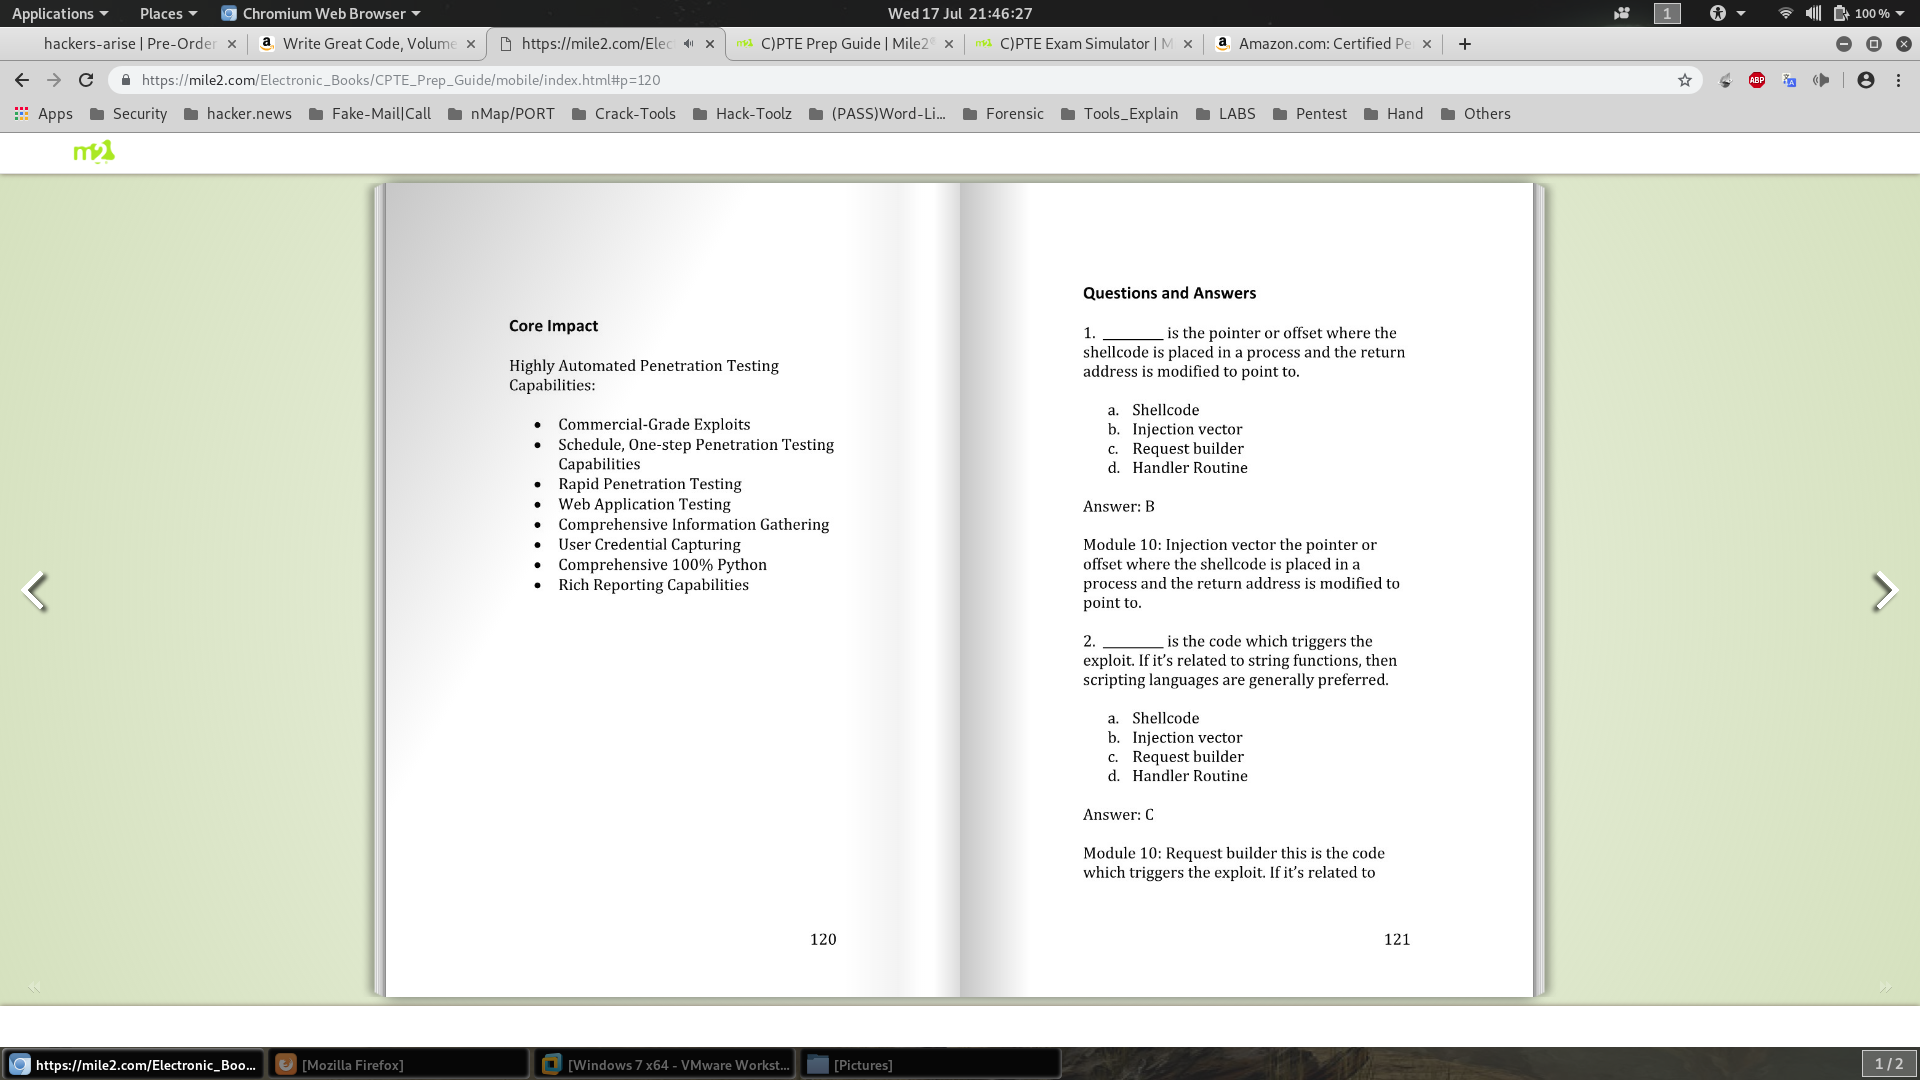 Applications Places Chromium Web Browser Wed 17 Jul 21:46:27 1 100 %
hackers-arise | Pre-Order Write Great Code, Volume https://mile2.com/Elec C)PTE Prep Guide | Mile2® C)PTE Exam Simulator | M Amazon.com: Certified Pe
https://mile2.com/Electronic_Books/CPTE_Prep_Guide/mobile/index.html#p=120 ABP
Apps Security hacker.news Fake-Mail|Call nMap/PORT Crack-Tools Hack-Toolz (PASS)Word-Li... Forensic Tools_Explain LABS Pentest Hand Others
m2
Core Impact
Highly Automated Penetration Testing
Capabilities:
• Commercial-Grade Exploits
• Schedule, One-step Penetration Testing
Capabilities
• Rapid Penetration Testing
• Web Application Testing
• Comprehensive Information Gathering
• User Credential Capturing
• Comprehensive 100% Python
• Rich Reporting Capabilities
120
Questions and Answers
1. ________ is the pointer or offset where the
shellcode is placed in a process and the return
address is modified to point to.
a. Shellcode
b. Injection vector
c. Request builder
d. Handler Routine
Answer: B
Module 10: Injection vector the pointer or
offset where the shellcode is placed in a
process and the return address is modified to
point to.
2. ________ is the code which triggers the
exploit. If it’s related to string functions, then
scripting languages are generally preferred.
a. Shellcode
b. Injection vector
c. Request builder
d. Handler Routine
Answer: C
Module 10: Request builder this is the code
which triggers the exploit. If it’s related to
121
https://mile2.com/Electronic_Boo... [Mozilla Firefox] [Windows 7 x64 - VMware Workst... [Pictures] 1 / 2